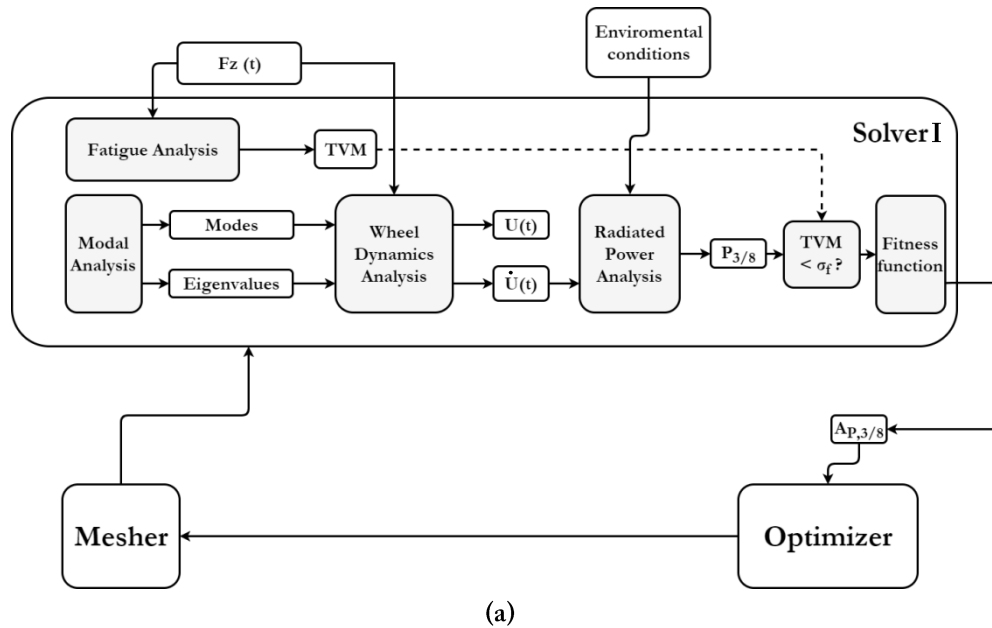 Fz (t)
Enviromental
conditions
Solver I
Fatigue Analysis
TVM
Modal
Analysis
Modes
Eigenvalues
Wheel
Dynamics
Analysis
U(t)
U̇(t)
Radiated
Power
Analysis
P3/8
TVM
< σf ?
Fitness
function
AP,3/8
Mesher
Optimizer
(a)